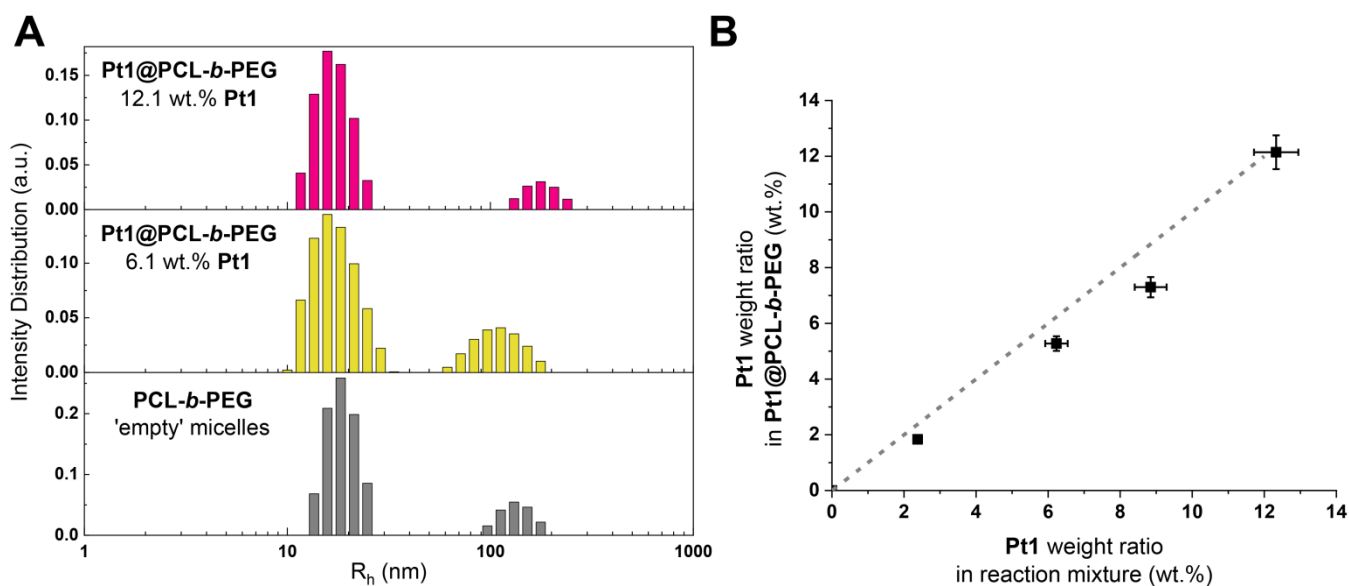 A
Pt1@PCL-b-PEG
12.1 wt.% Pt1
0.15
0.10
0.05
0.00
Pt1@PCL-b-PEG
6.1 wt.% Pt1
0.10
0.05
0.00
PCL-b-PEG
'empty' micelles
0.2
0.1
0.0
Intensity Distribution (a.u.)
1 10 100 1000
Rh (nm)
B
14
12
10
8
6
4
2
0
Pt1 weight ratio
in Pt1@PCL-b-PEG (wt.%)
0 2 4 6 8 10 12 14
Pt1 weight ratio
in reaction mixture (wt.%)